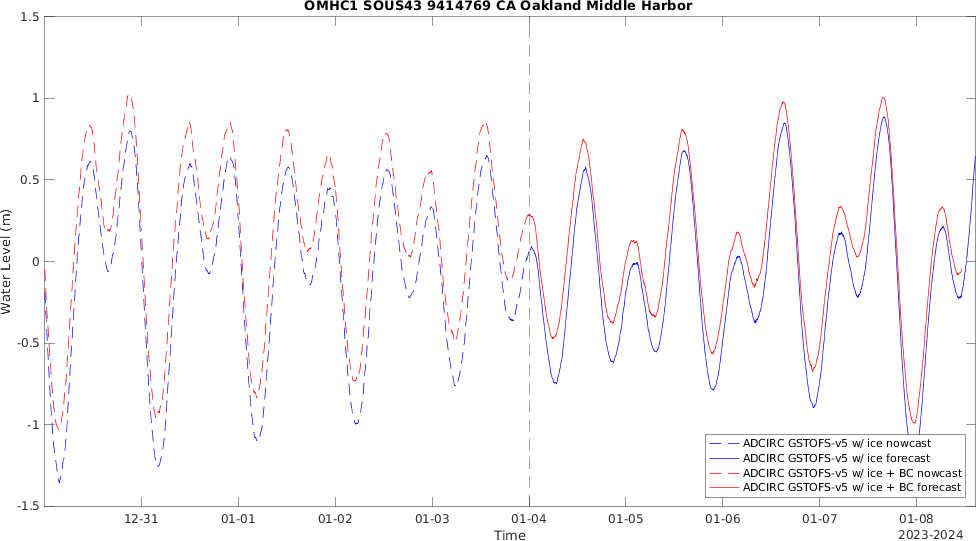 OMHC1 SOUS43 9414769 CA Oakland Middle Harbor
1.5
1
0.5
0
-0.5
-1
-1.5
Water Level (m)
ADCIRC GSTOFS-v5 w/ ice nowcast
ADCIRC GSTOFS-v5 w/ ice forecast
ADCIRC GSTOFS-v5 w/ ice + BC nowcast
ADCIRC GSTOFS-v5 w/ ice + BC forecast
12-31 01-01 01-02 01-03 01-04 01-05 01-06 01-07 01-08
Time
2023-2024